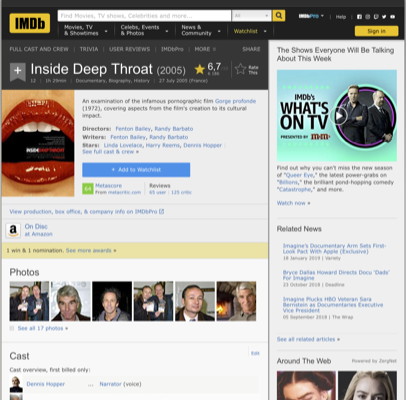 IMDb
Find Movies, TV shows, Celebrities and more...
All
IMDbPro
Help
Movies, TV & Showtimes
Celebs, Events & Photos
News & Community
Watchlist
Sign in
FULL CAST AND CREW | TRIVIA | USER REVIEWS | IMDbPro | MORE
SHARE
Inside Deep Throat (2005)
6,7
Rate This
12 | 1h 29min | Documentary, Biography, History | 27 July 2005 (France)
An examination of the infamous pornographic film Gorge profonde
(1972), covering aspects from the film's creation to its cultural
impact.
Directors: Fenton Bailey, Randy Barbato
Writers: Fenton Bailey, Randy Barbato
Stars: Linda Lovelace, Harry Reems, Dennis Hopper |
See full cast & crew »
+ Add to Watchlist
Metascore
From metacritic.com
Reviews
65 user | 125 critic
View production, box office, & company info on IMDbPro
On Disc
at Amazon
1 win & 1 nomination. See more awards »
Photos
See all 17 photos »
Cast
Edit
Cast overview, first billed only:
Dennis Hopper ... Narrator (voice)
The Shows Everyone Will Be Talking
About This Week
IMDb's
WHAT'S
ON TV
PRESENTED BY
Find out why you can't miss the new season
of "Queer Eye," the latest power-grabs on
"Billions," the brilliant pond-hopping comedy
"Catastrophe," and more.
Watch now »
Related News
Imagine's Documentary Arm Sets First-
Look Pact With Apple (Exclusive)
18 January 2019 | Variety
Bryce Dallas Howard Directs Docu 'Dads'
For Imagine
23 October 2018 | Deadline
Imagine Plucks HBO Veteran Sara
Bernstein as Documentaries Executive
Vice President
05 September 2018 | The Wrap
See all related articles »
Around The Web
Powered by ZergNet